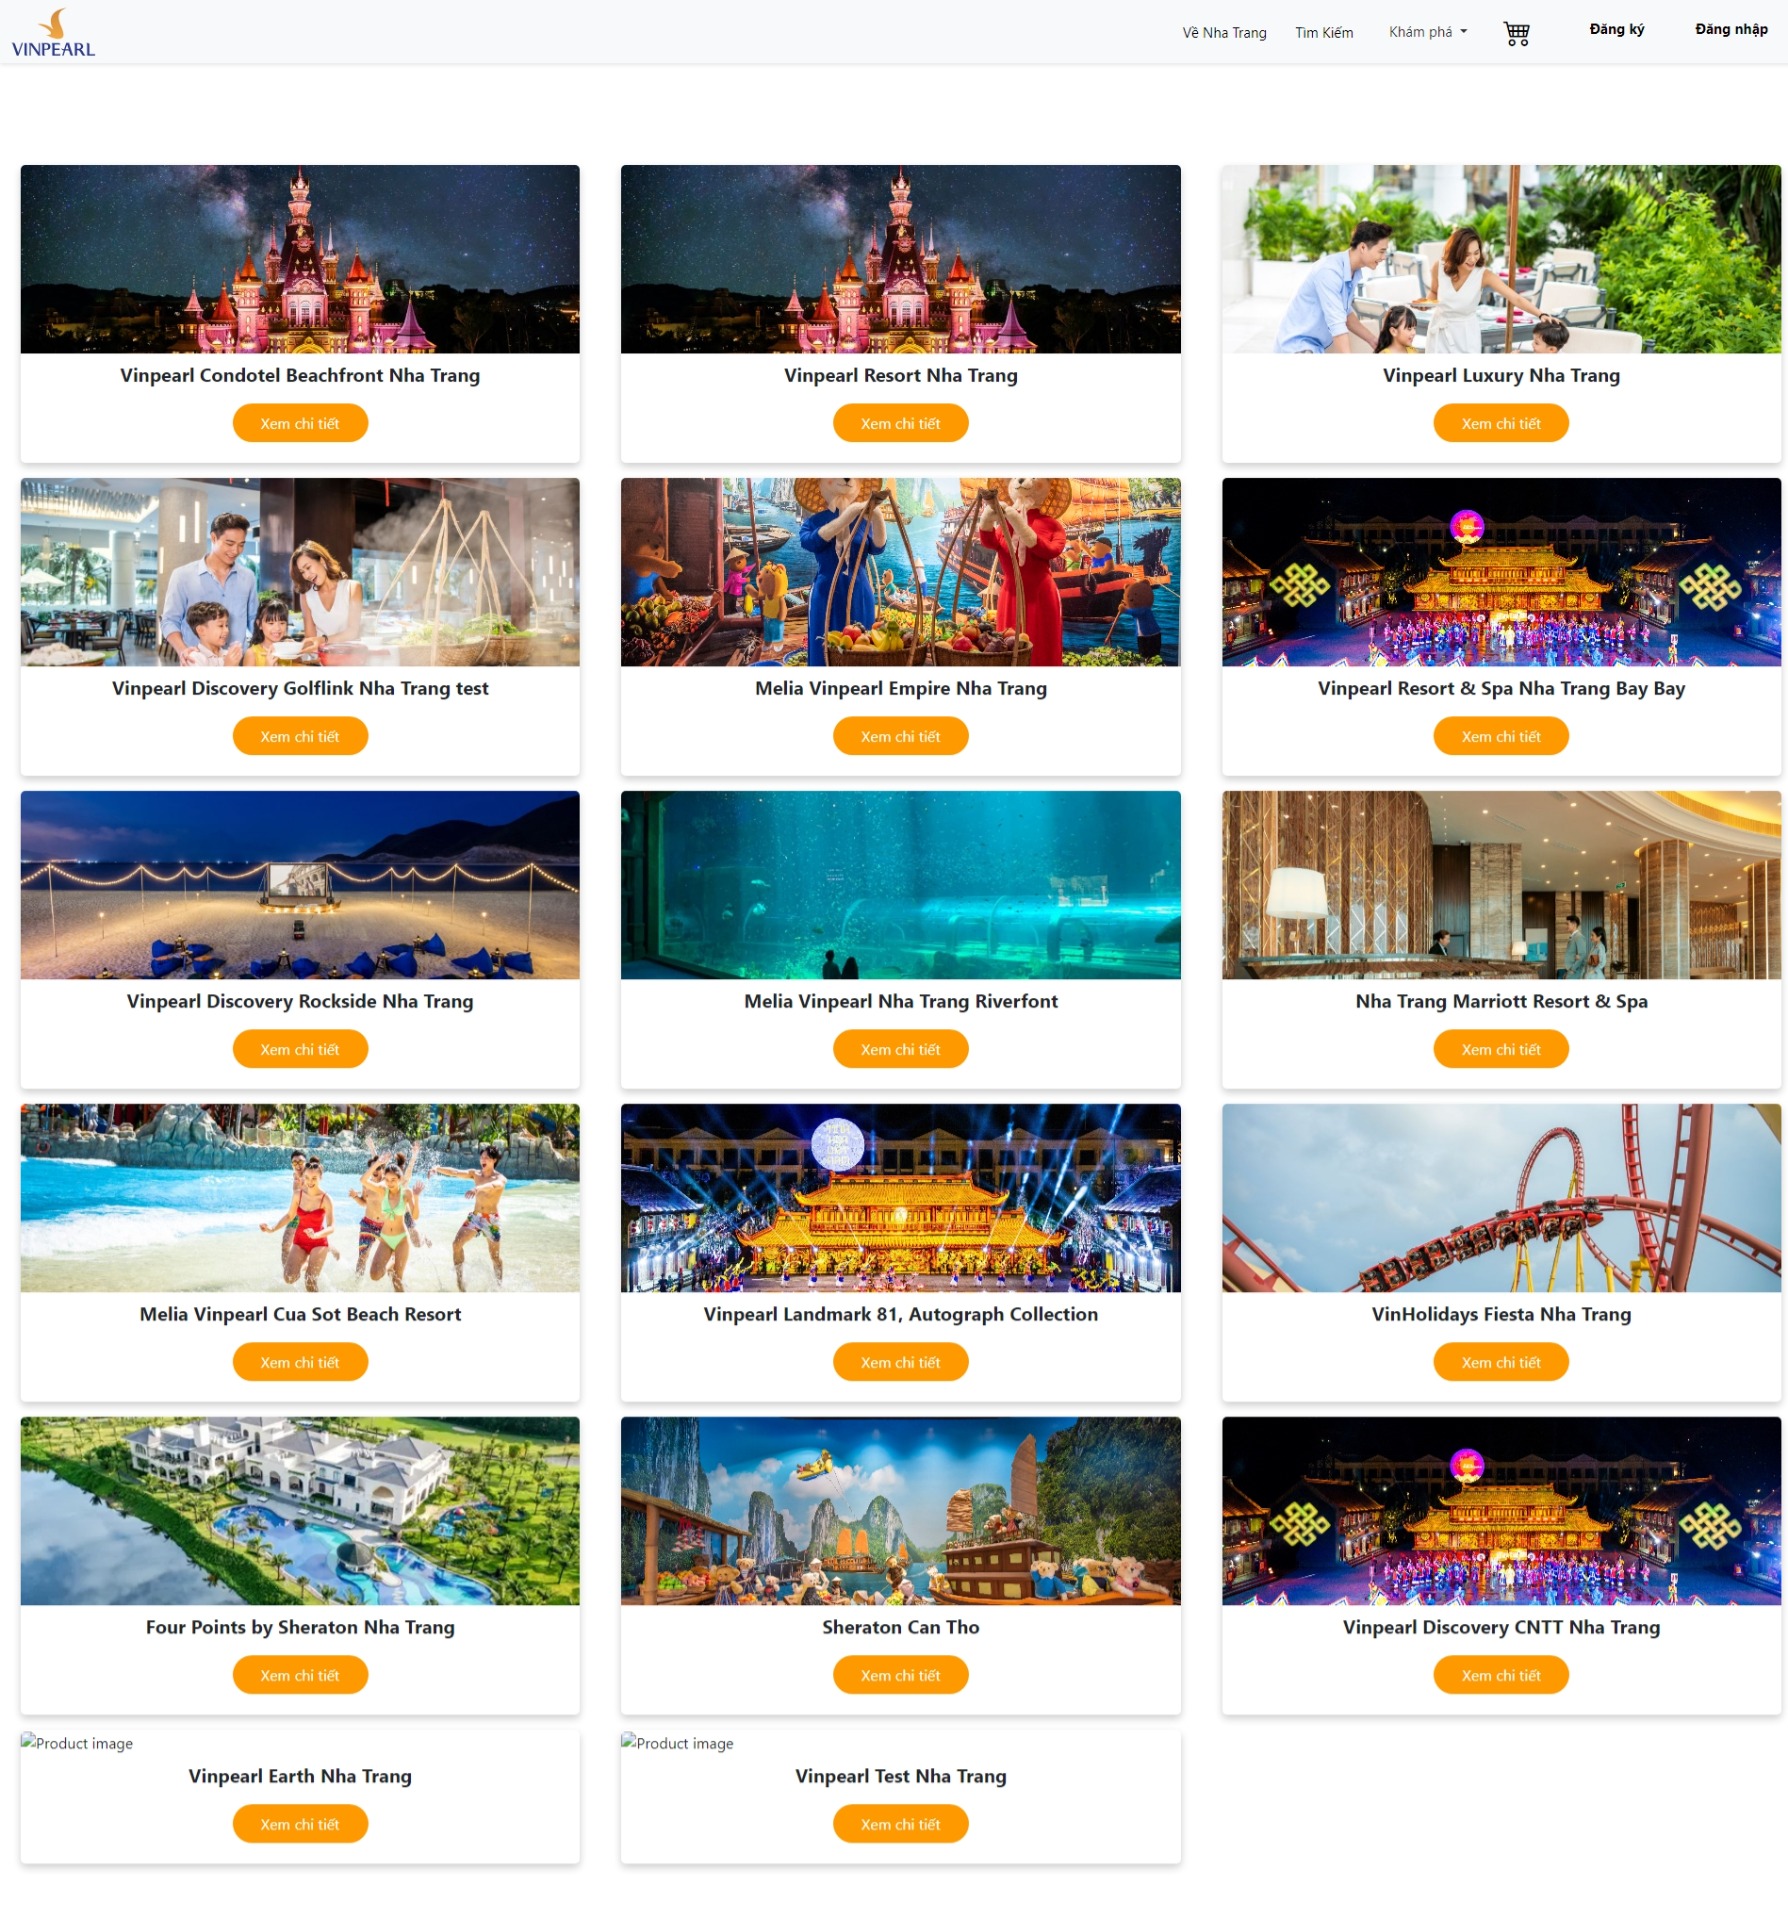 VINPEARL
Về Nha Trang
Tìm Kiếm
Khám phá
Đăng ký
Đăng nhập
Vinpearl Condotel Beachfront Nha Trang
Vinpearl Resort Nha Trang
Vinpearl Luxury Nha Trang
Xem chi tiết
Xem chi tiết
Xem chi tiết
Vinpearl Discovery Golflink Nha Trang test
Melia Vinpearl Empire Nha Trang
Vinpearl Resort & Spa Nha Trang Bay Bay
Xem chi tiết
Xem chi tiết
Xem chi tiết
Vinpearl Discovery Rockside Nha Trang
Melia Vinpearl Nha Trang Riverfont
Nha Trang Marriott Resort & Spa
Xem chi tiết
Xem chi tiết
Xem chi tiết
Melia Vinpearl Cua Sot Beach Resort
Vinpearl Landmark 81, Autograph Collection
VinHolidays Fiesta Nha Trang
Xem chi tiết
Xem chi tiết
Xem chi tiết
Four Points by Sheraton Nha Trang
Sheraton Can Tho
Vinpearl Discovery CNTT Nha Trang
Xem chi tiết
Xem chi tiết
Xem chi tiết
Product image
Product image
Vinpearl Earth Nha Trang
Vinpearl Test Nha Trang
Xem chi tiết
Xem chi tiết